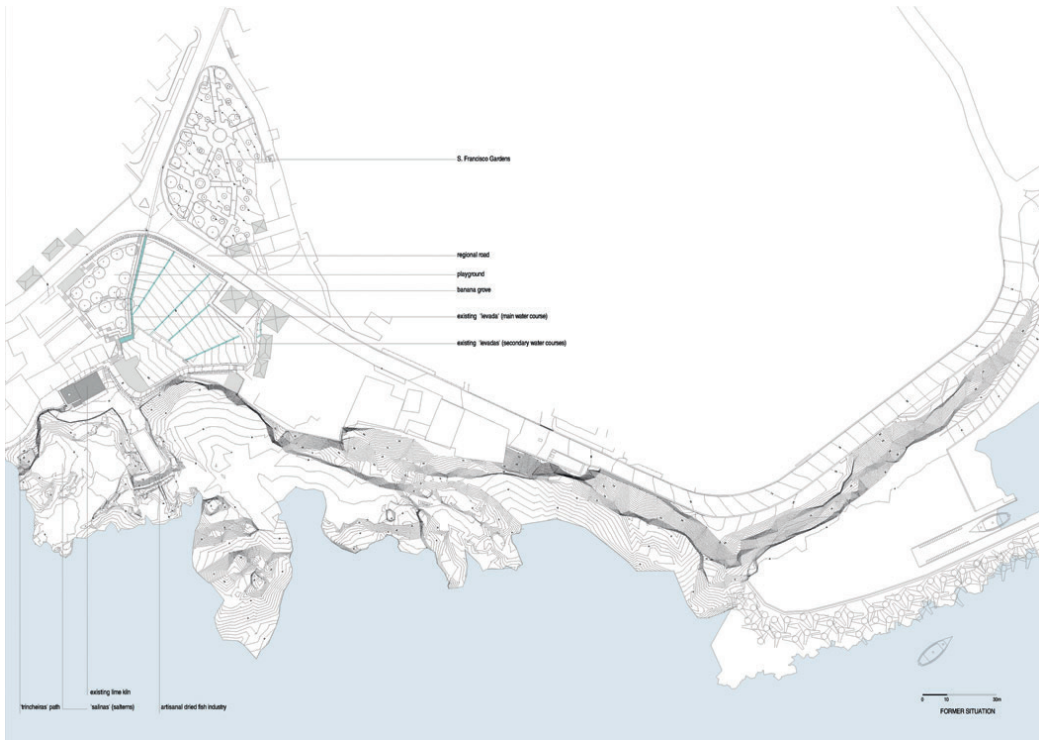 S. Francisco Gardens
regional road
playground
banana grove
existing 'levada' (main water course)
existing 'levadas' (secondary water courses)
existing lime kiln
'trincheiras' path
'salinas' (salterns)
artisanal dried fish industry
0 10 30m
FORMER SITUATION